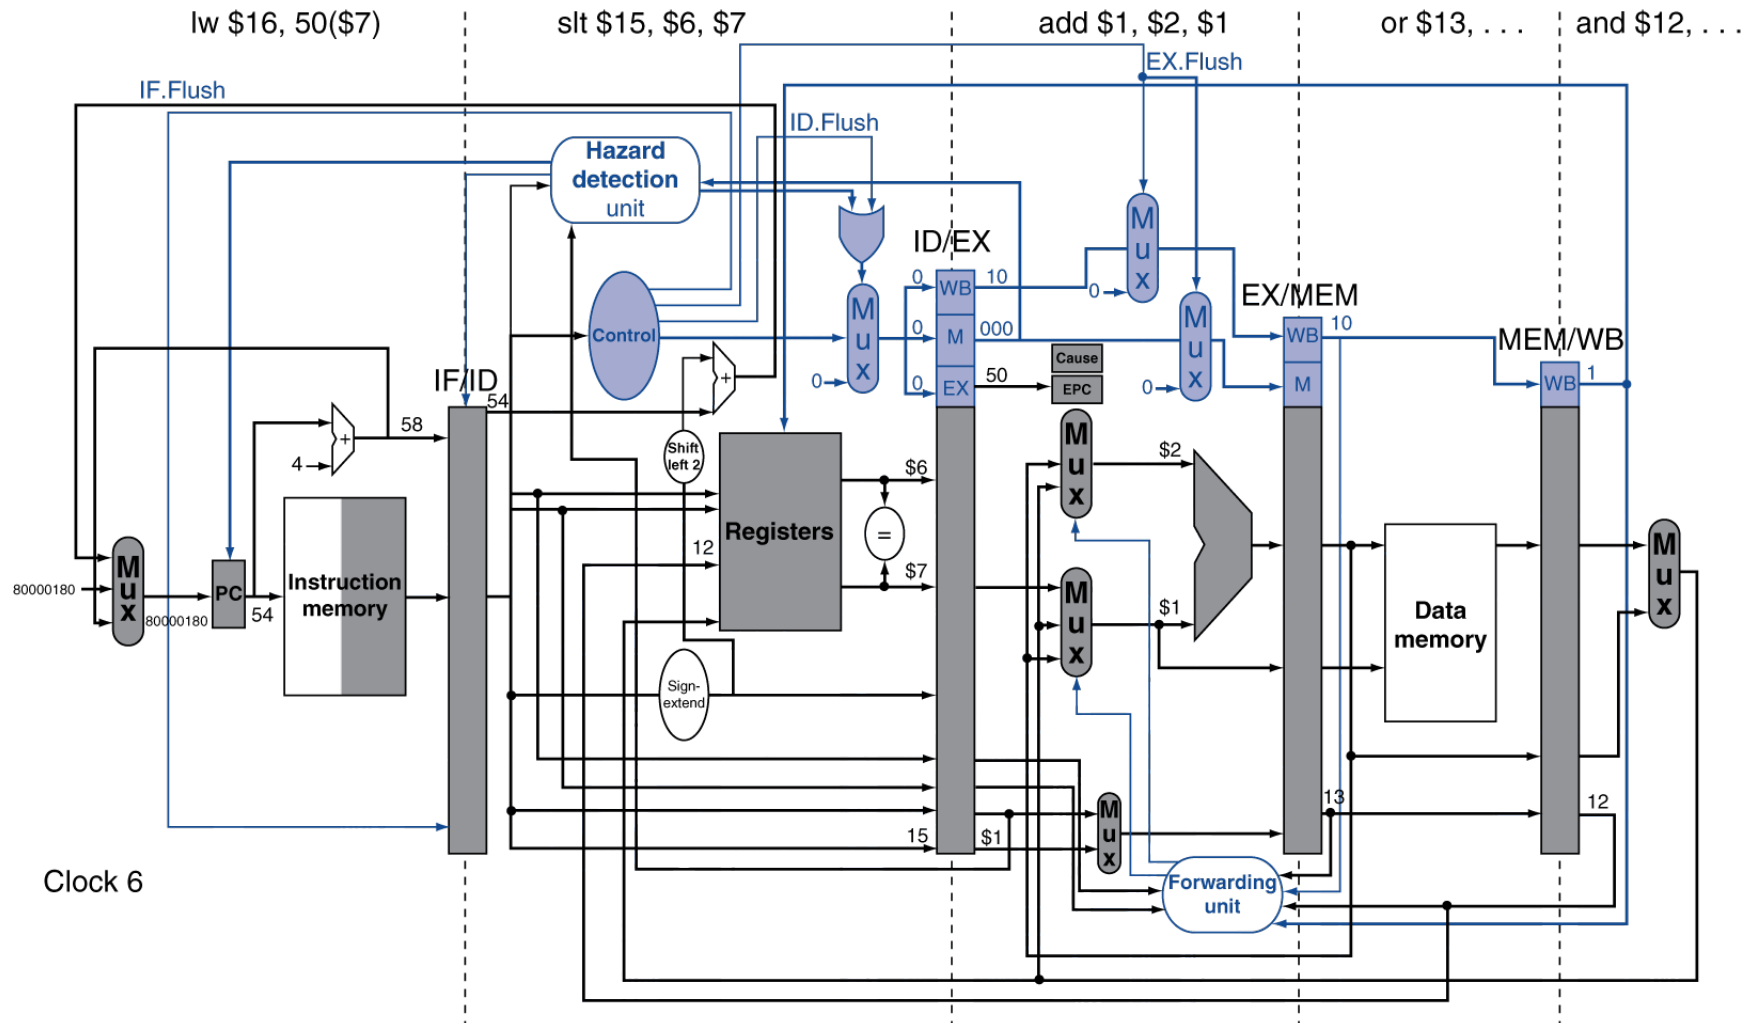 lw $16, 50($7)
slt $15, $6, $7
add $1, $2, $1
or $13, . . .
and $12, . . .
EX.Flush
IF.Flush
ID.Flush
Hazard
detection
unit
M
u
x
0
ID/EX
0
WB
10
0
M
000
0
EX
50
Control
M
u
x
0
M
u
x
0
EX/MEM
WB
10
M
Cause
EPC
MEM/WB
WB
1
+
IF/ID
54
58
+
4
Shift
left 2
M
u
x
$2
$6
Registers
=
12
$7
M
u
x
80000180
80000180
PC
54
Instruction
memory
M
u
x
$1
Data
memory
M
u
x
Sign-
extend
13
12
M
u
x
15
$1
Forwarding
unit
Clock 6